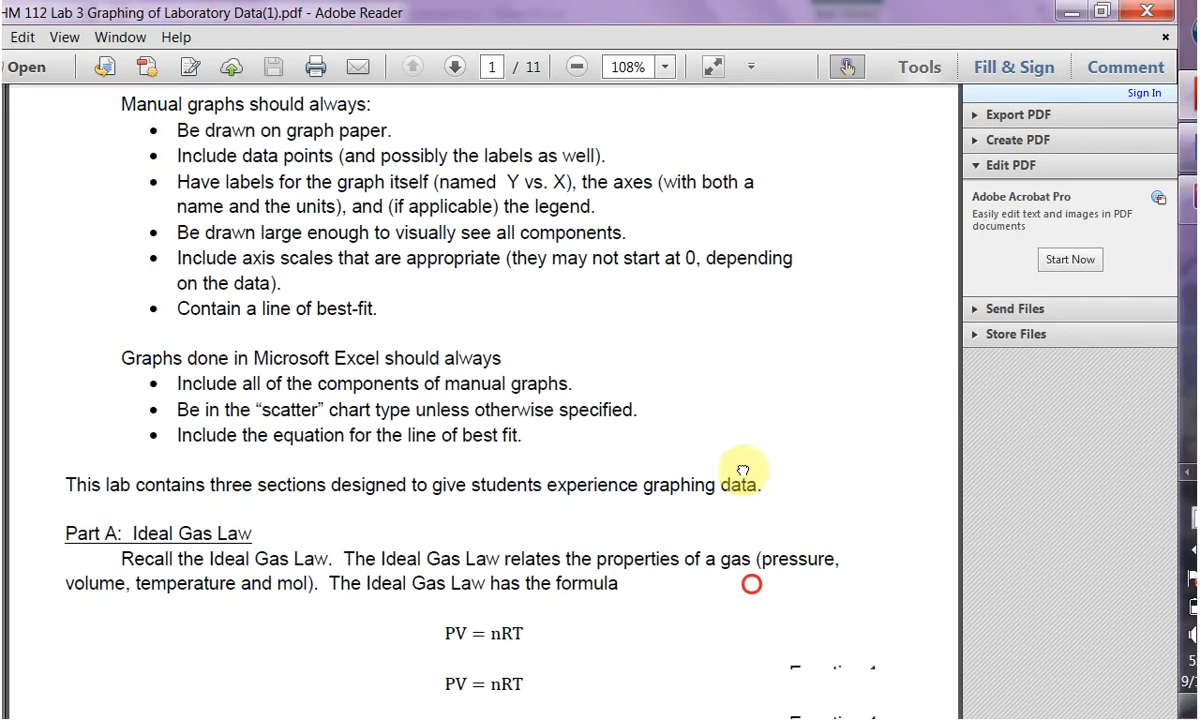 HM 112 Lab 3 Graphing of Laboratory Data(1).pdf - Adobe Reader
Edit View Window Help
Open 1 / 11 108% Tools Fill & Sign Comment
Sign In
Export PDF
Create PDF
Edit PDF
Adobe Acrobat Pro
Easily edit text and images in PDF
documents
Start Now
Send Files
Store Files
Manual graphs should always:
• Be drawn on graph paper.
• Include data points (and possibly the labels as well).
• Have labels for the graph itself (named Y vs. X), the axes (with both a
name and the units), and (if applicable) the legend.
• Be drawn large enough to visually see all components.
• Include axis scales that are appropriate (they may not start at 0, depending
on the data).
• Contain a line of best-fit.
Graphs done in Microsoft Excel should always
• Include all of the components of manual graphs.
• Be in the “scatter” chart type unless otherwise specified.
• Include the equation for the line of best fit.
This lab contains three sections designed to give students experience graphing data.
Part A: Ideal Gas Law
Recall the Ideal Gas Law. The Ideal Gas Law relates the properties of a gas (pressure,
volume, temperature and mol). The Ideal Gas Law has the formula
PV = nRT
PV = nRT